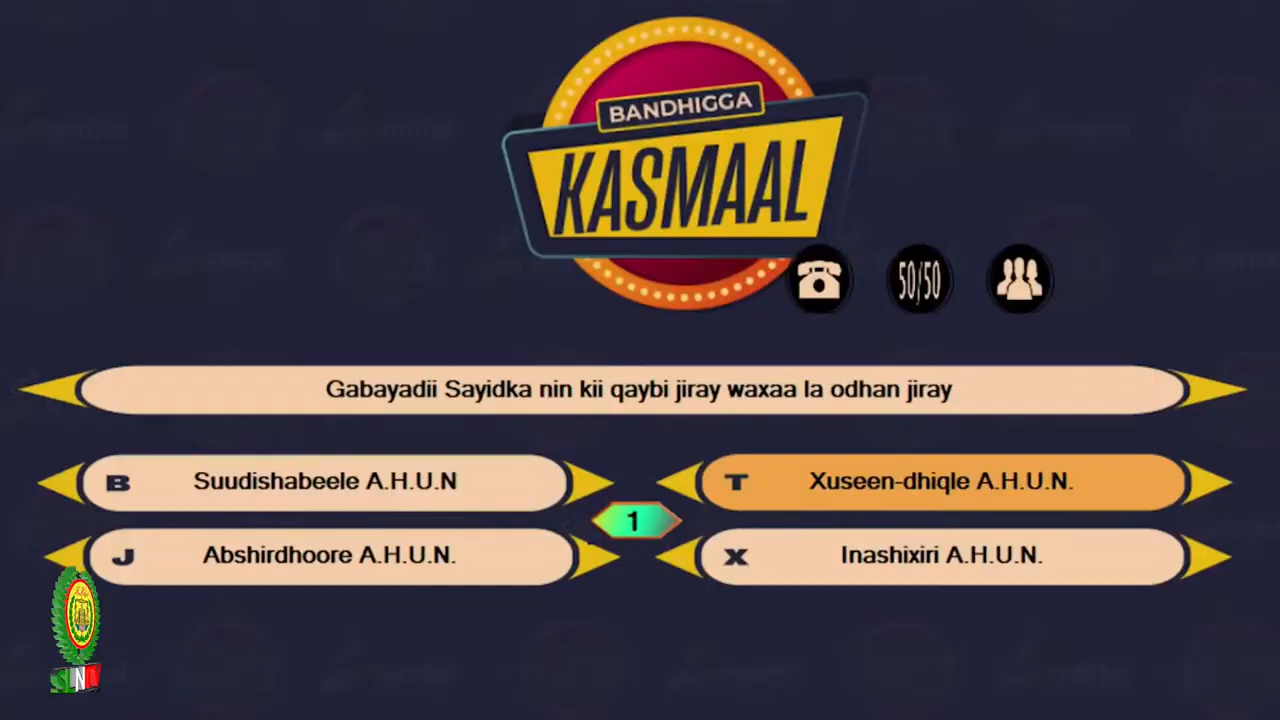 BANDHIGGA
KASMAAL
50/50
Gabayadii Sayidka nin kii qaybi jiray waxaa la odhan jiray
B Suudishabeele A.H.U.N
T Xuseen-dhiqle A.H.U.N.
1
J Abshirdhoore A.H.U.N.
X Inashixiri A.H.U.N.